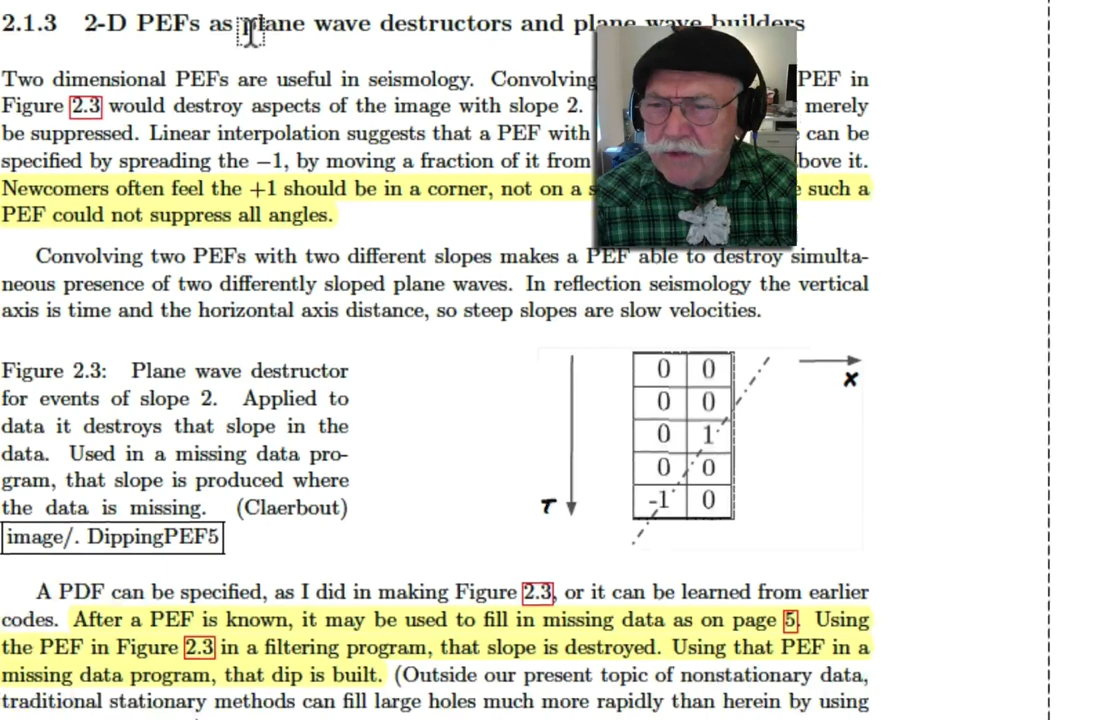 2.1.3 2-D PEFs as plane wave destructors and plane wave builders
Two dimensional PEFs are useful in seismology. Convolving PEF in
Figure 2.3 would destroy aspects of the image with slope 2. merely
be suppressed. Linear interpolation suggests that a PEF with can be
specified by spreading the −1, by moving a fraction of it from bove it.
Newcomers often feel the +1 should be in a corner, not on a such a
PEF could not suppress all angles.
Convolving two PEFs with two different slopes makes a PEF able to destroy simulta-
neous presence of two differently sloped plane waves. In reflection seismology the vertical
axis is time and the horizontal axis distance, so steep slopes are slow velocities.
Figure 2.3: Plane wave destructor
for events of slope 2. Applied to
data it destroys that slope in the
data. Used in a missing data pro-
gram, that slope is produced where
the data is missing. (Claerbout)
image/. DippingPEF5
T
0 0
0 0
0 1
0 0
-1 0
x
A PDF can be specified, as I did in making Figure 2.3, or it can be learned from earlier
codes. After a PEF is known, it may be used to fill in missing data as on page 5. Using
the PEF in Figure 2.3 in a filtering program, that slope is destroyed. Using that PEF in a
missing data program, that dip is built. (Outside our present topic of nonstationary data,
traditional stationary methods can fill large holes much more rapidly than herein by using